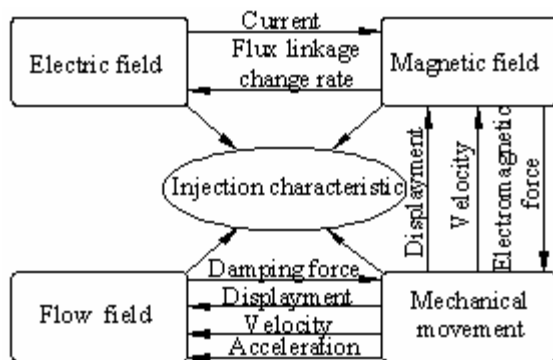 Current
Electric field
Flux linkage
change rate
Magnetic field
Injection characteristic
Displayment
Velocity
Electromagnetic
force
Damping force
Displayment
Velocity
Acceleration
Flow field
Mechanical
movement